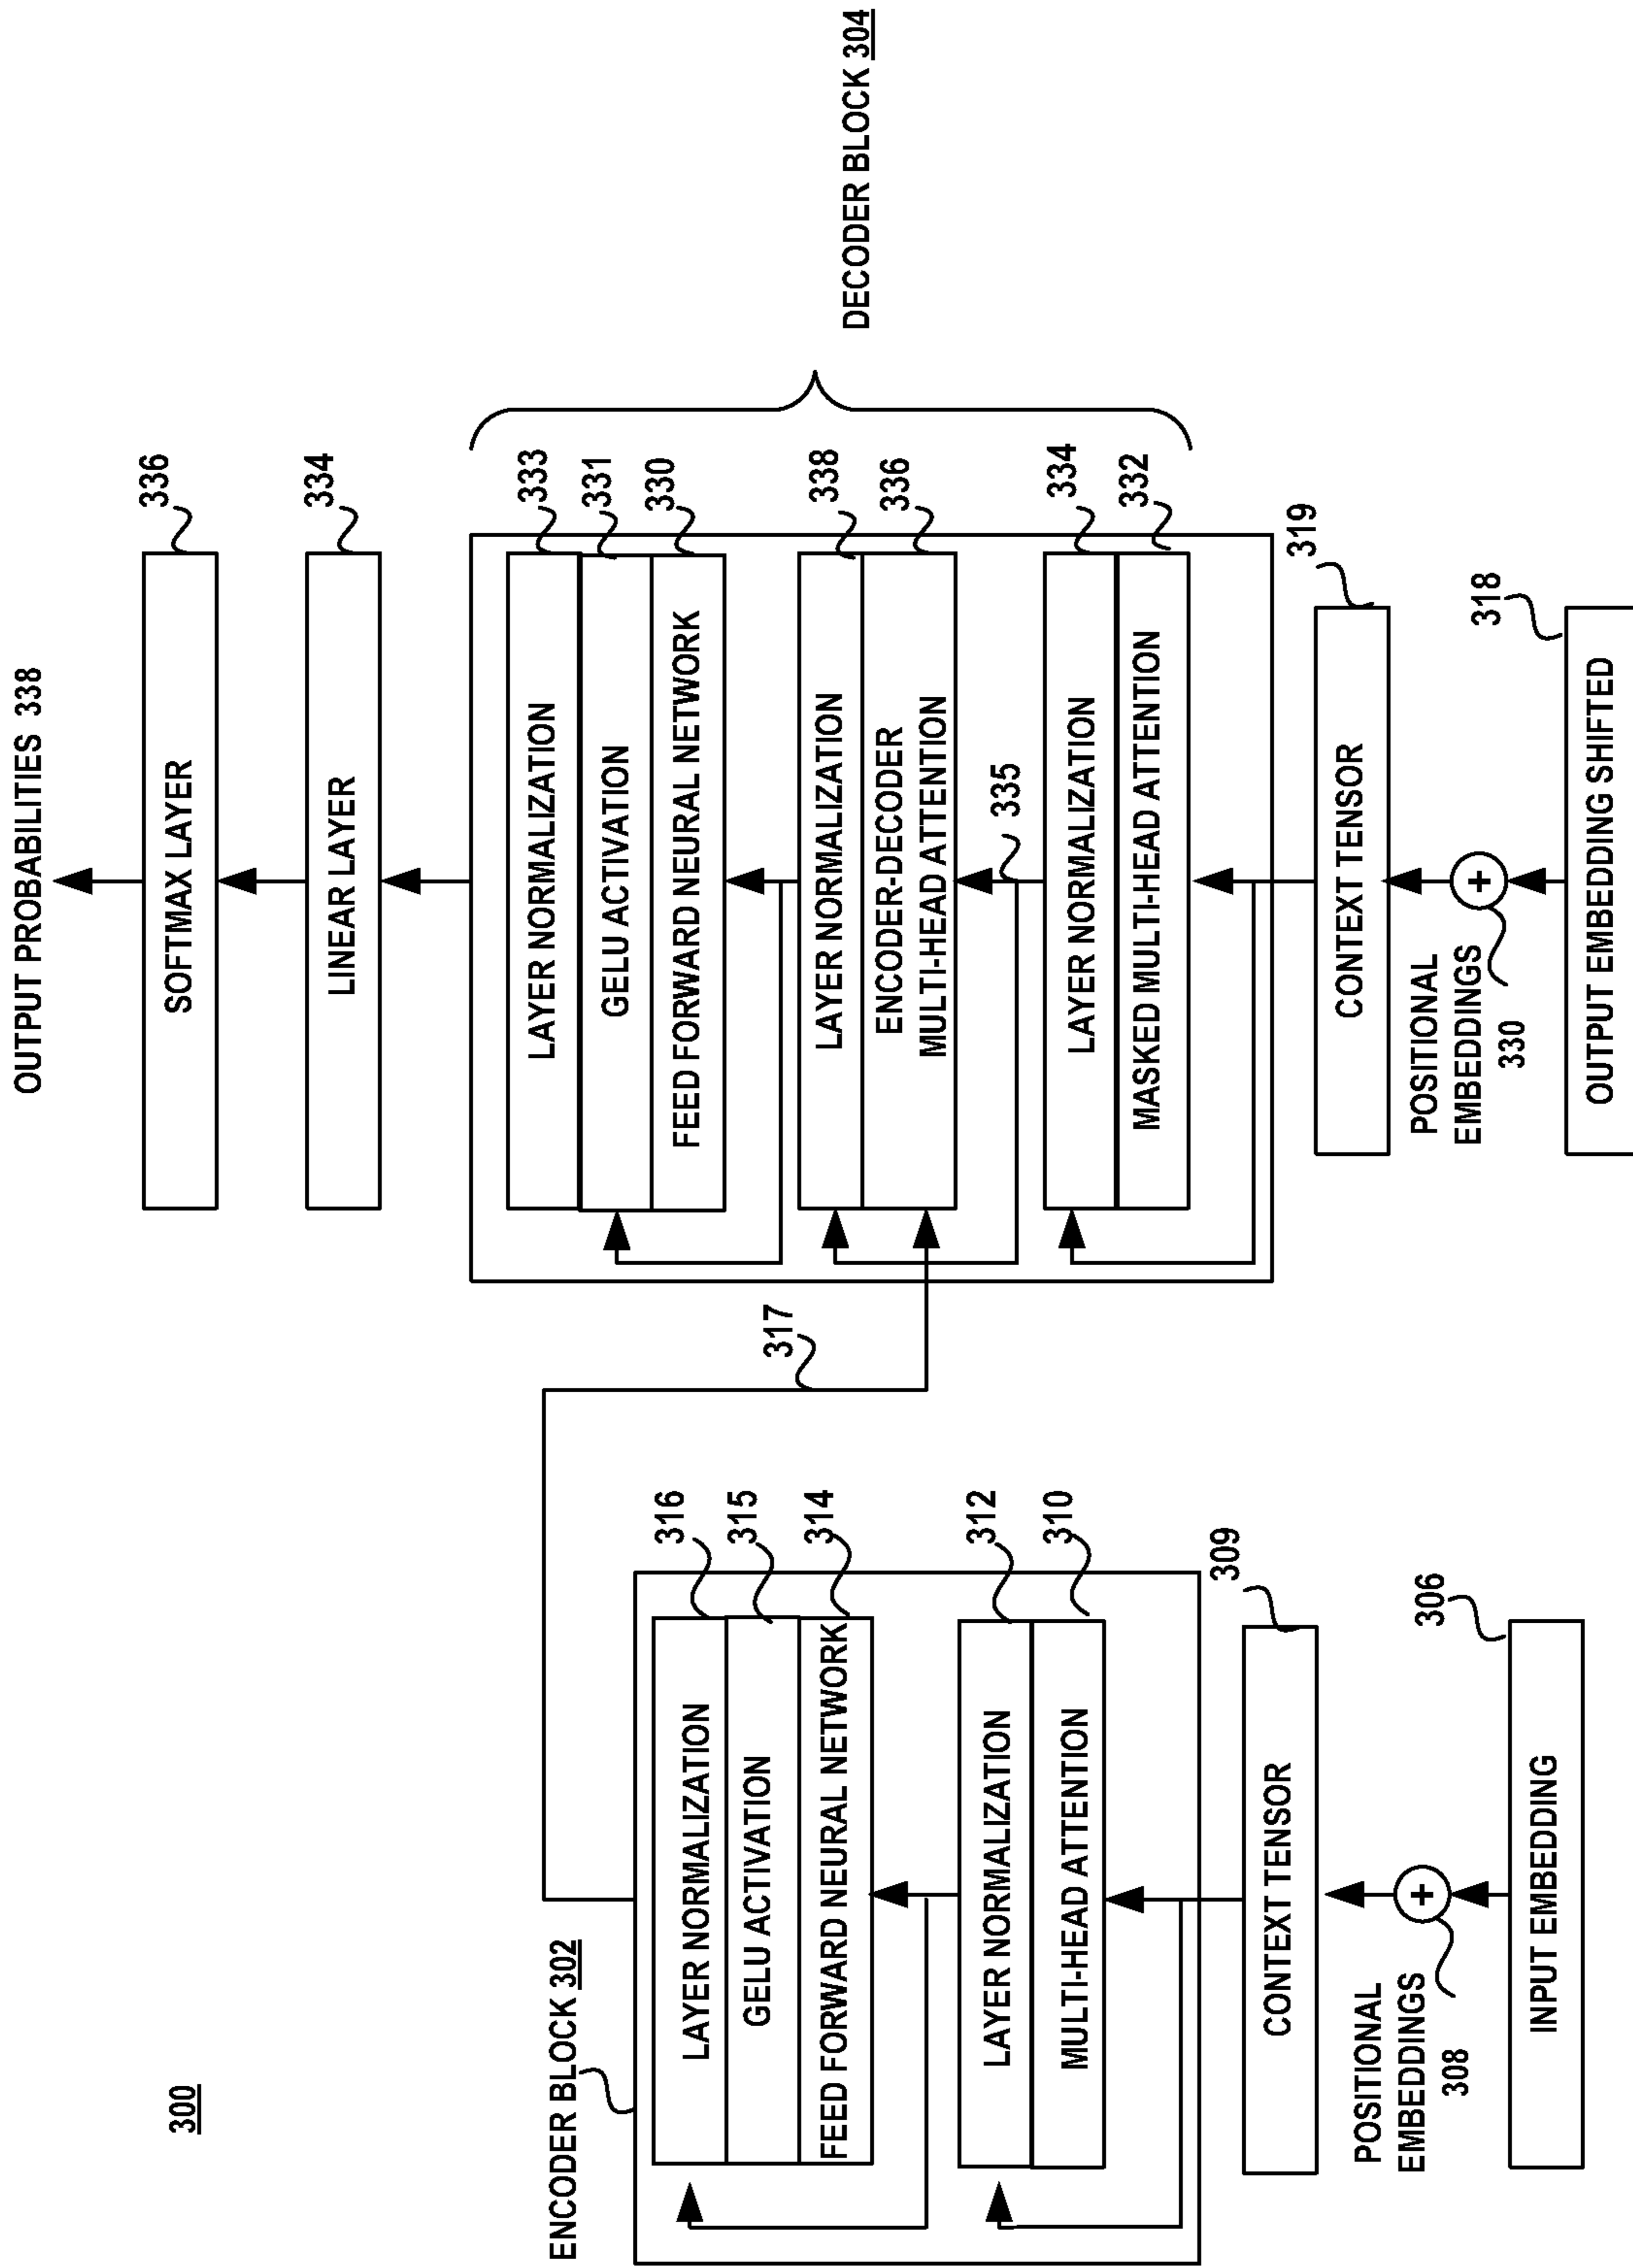 300
ENCODER BLOCK 302
LAYER NORMALIZATION
316
GELU ACTIVATION
315
FEED FORWARD NEURAL NETWORK
314
LAYER NORMALIZATION
312
MULTI-HEAD ATTENTION
310
CONTEXT TENSOR
309
POSITIONAL
EMBEDDINGS
308
INPUT EMBEDDING
306
317
OUTPUT PROBABILITIES 338
SOFTMAX LAYER
336
LINEAR LAYER
334
LAYER NORMALIZATION
333
GELU ACTIVATION
331
FEED FORWARD NEURAL NETWORK
330
LAYER NORMALIZATION
338
ENCODER-DECODER
MULTI-HEAD ATTENTION
336
335
LAYER NORMALIZATION
334
MASKED MULTI-HEAD ATTENTION
332
CONTEXT TENSOR
319
POSITIONAL
EMBEDDINGS
330
OUTPUT EMBEDDING SHIFTED
318
DECODER BLOCK 304